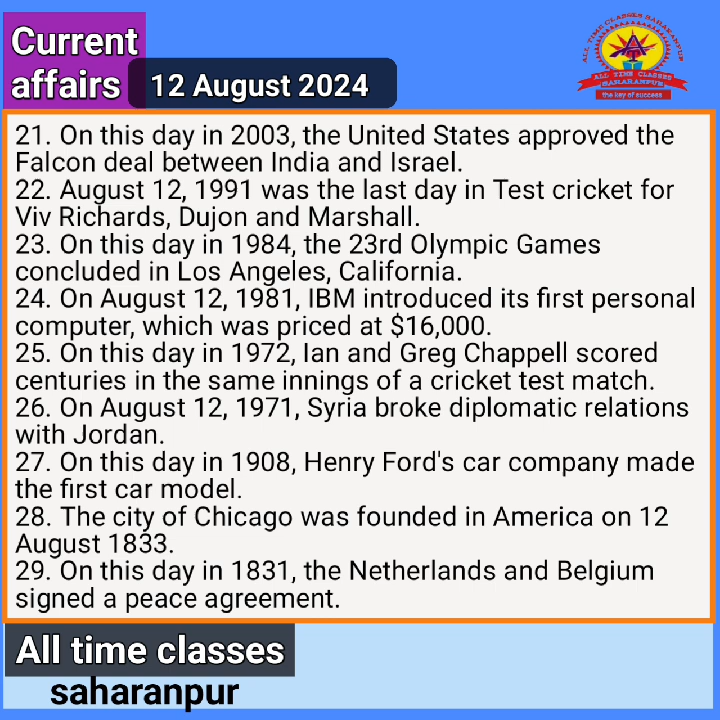 Current
affairs
12 August 2024
ALL TIME CLASSES SAHARANPUR
ALL TIME CLASSES
SAHARANPUR
the key of success
21. On this day in 2003, the United States approved the
Falcon deal between India and Israel.
22. August 12, 1991 was the last day in Test cricket for
Viv Richards, Dujon and Marshall.
23. On this day in 1984, the 23rd Olympic Games
concluded in Los Angeles, California.
24. On August 12, 1981, IBM introduced its first personal
computer, which was priced at $16,000.
25. On this day in 1972, Ian and Greg Chappell scored
centuries in the same innings of a cricket test match.
26. On August 12, 1971, Syria broke diplomatic relations
with Jordan.
27. On this day in 1908, Henry Ford's car company made
the first car model.
28. The city of Chicago was founded in America on 12
August 1833.
29. On this day in 1831, the Netherlands and Belgium
signed a peace agreement.
All time classes
saharanpur